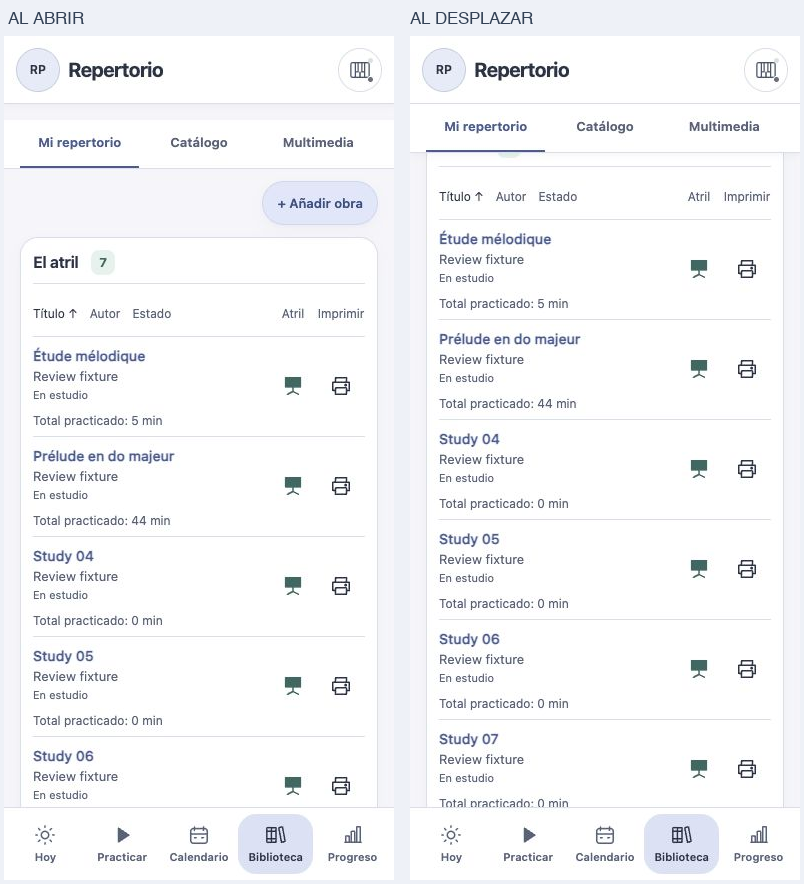 AL ABRIR
RP Repertorio
Mi repertorio Catálogo Multimedia
+ Añadir obra
El atril 7
Título ↑ Autor Estado Atril Imprimir
Étude mélodique
Review fixture
En estudio
Total practicado: 5 min
Prélude en do majeur
Review fixture
En estudio
Total practicado: 44 min
Study 04
Review fixture
En estudio
Total practicado: 0 min
Study 05
Review fixture
En estudio
Total practicado: 0 min
Study 06
Review fixture
En estudio
Hoy Practicar Calendario Biblioteca Progreso
AL DESPLAZAR
RP Repertorio
Mi repertorio Catálogo Multimedia
Título ↑ Autor Estado Atril Imprimir
Étude mélodique
Review fixture
En estudio
Total practicado: 5 min
Prélude en do majeur
Review fixture
En estudio
Total practicado: 44 min
Study 04
Review fixture
En estudio
Total practicado: 0 min
Study 05
Review fixture
En estudio
Total practicado: 0 min
Study 06
Review fixture
En estudio
Total practicado: 0 min
Study 07
Review fixture
En estudio
Total practicado: 0 min
Hoy Practicar Calendario Biblioteca Progreso